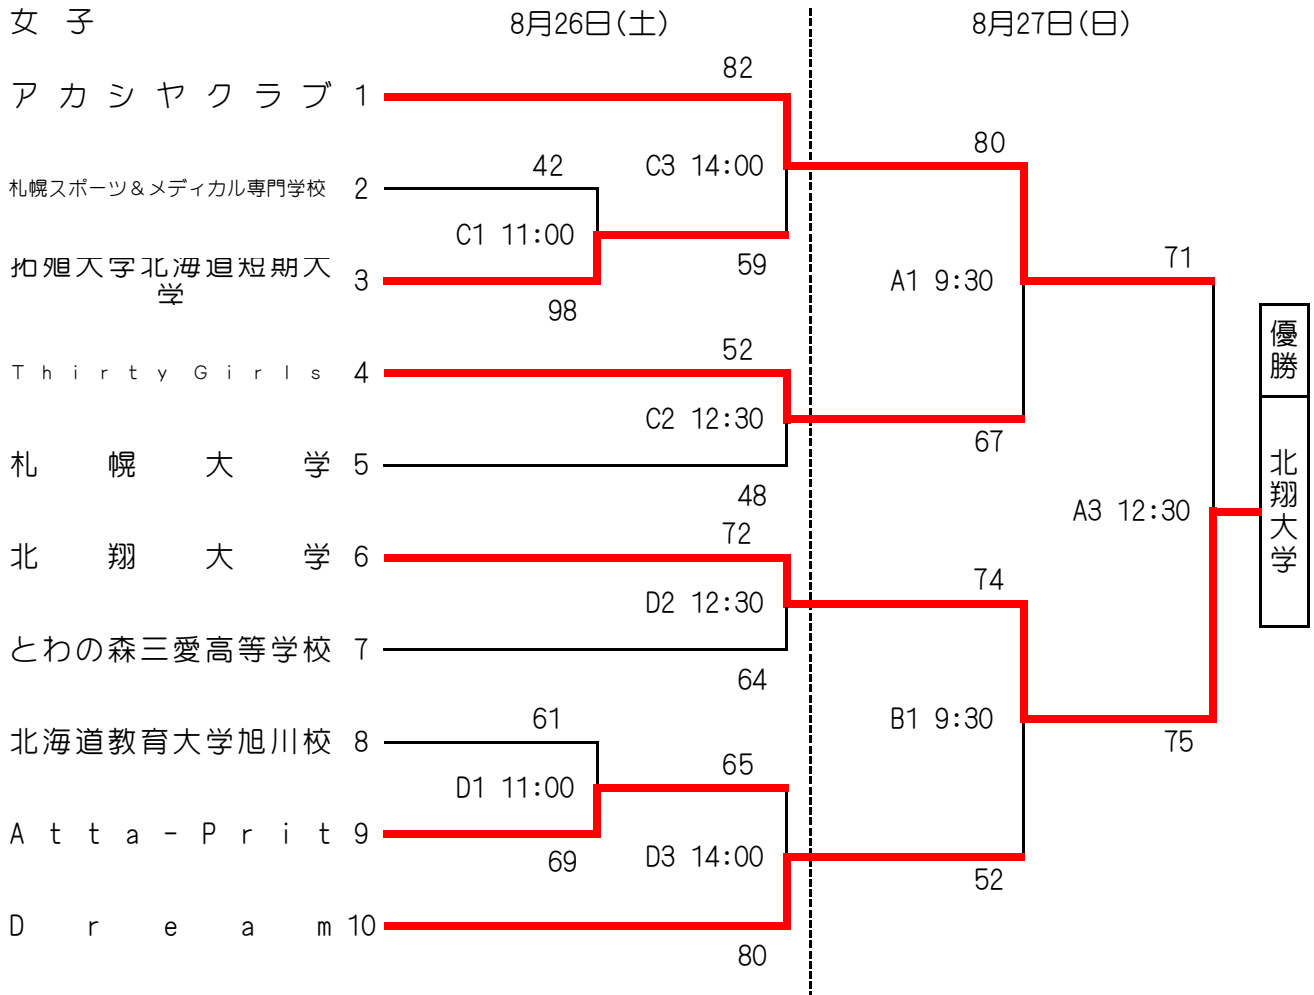 女 子
8月26日(土)
8月27日(日)
82
アカシヤクラブ 1
80
42
C3 14:00
札幌スポーツ&メディカル専門学校 2
C1 11:00
59
71
拓殖大学北海道短期大
学
3
A1 9:30
98
優勝
52
Thirty Girls 4
C2 12:30
67
札幌大学 5
48
北翔大学
A3 12:30
72
北翔大学 6
74
D2 12:30
とわの森三愛高等学校 7
64
61
B1 9:30
北海道教育大学旭川校 8
75
65
D1 11:00
Atta-Prit 9
69
D3 14:00
52
Dream 10
80